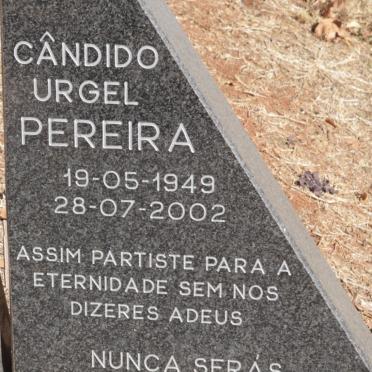 CÂNDIDO
URGEL
PEREIRA
19-05-1949
28-07-2002
ASSIM PARTISTE PARA A
ETERNIDADE SEM NOS
DIZERES ADEUS
NUNCA SERÁS